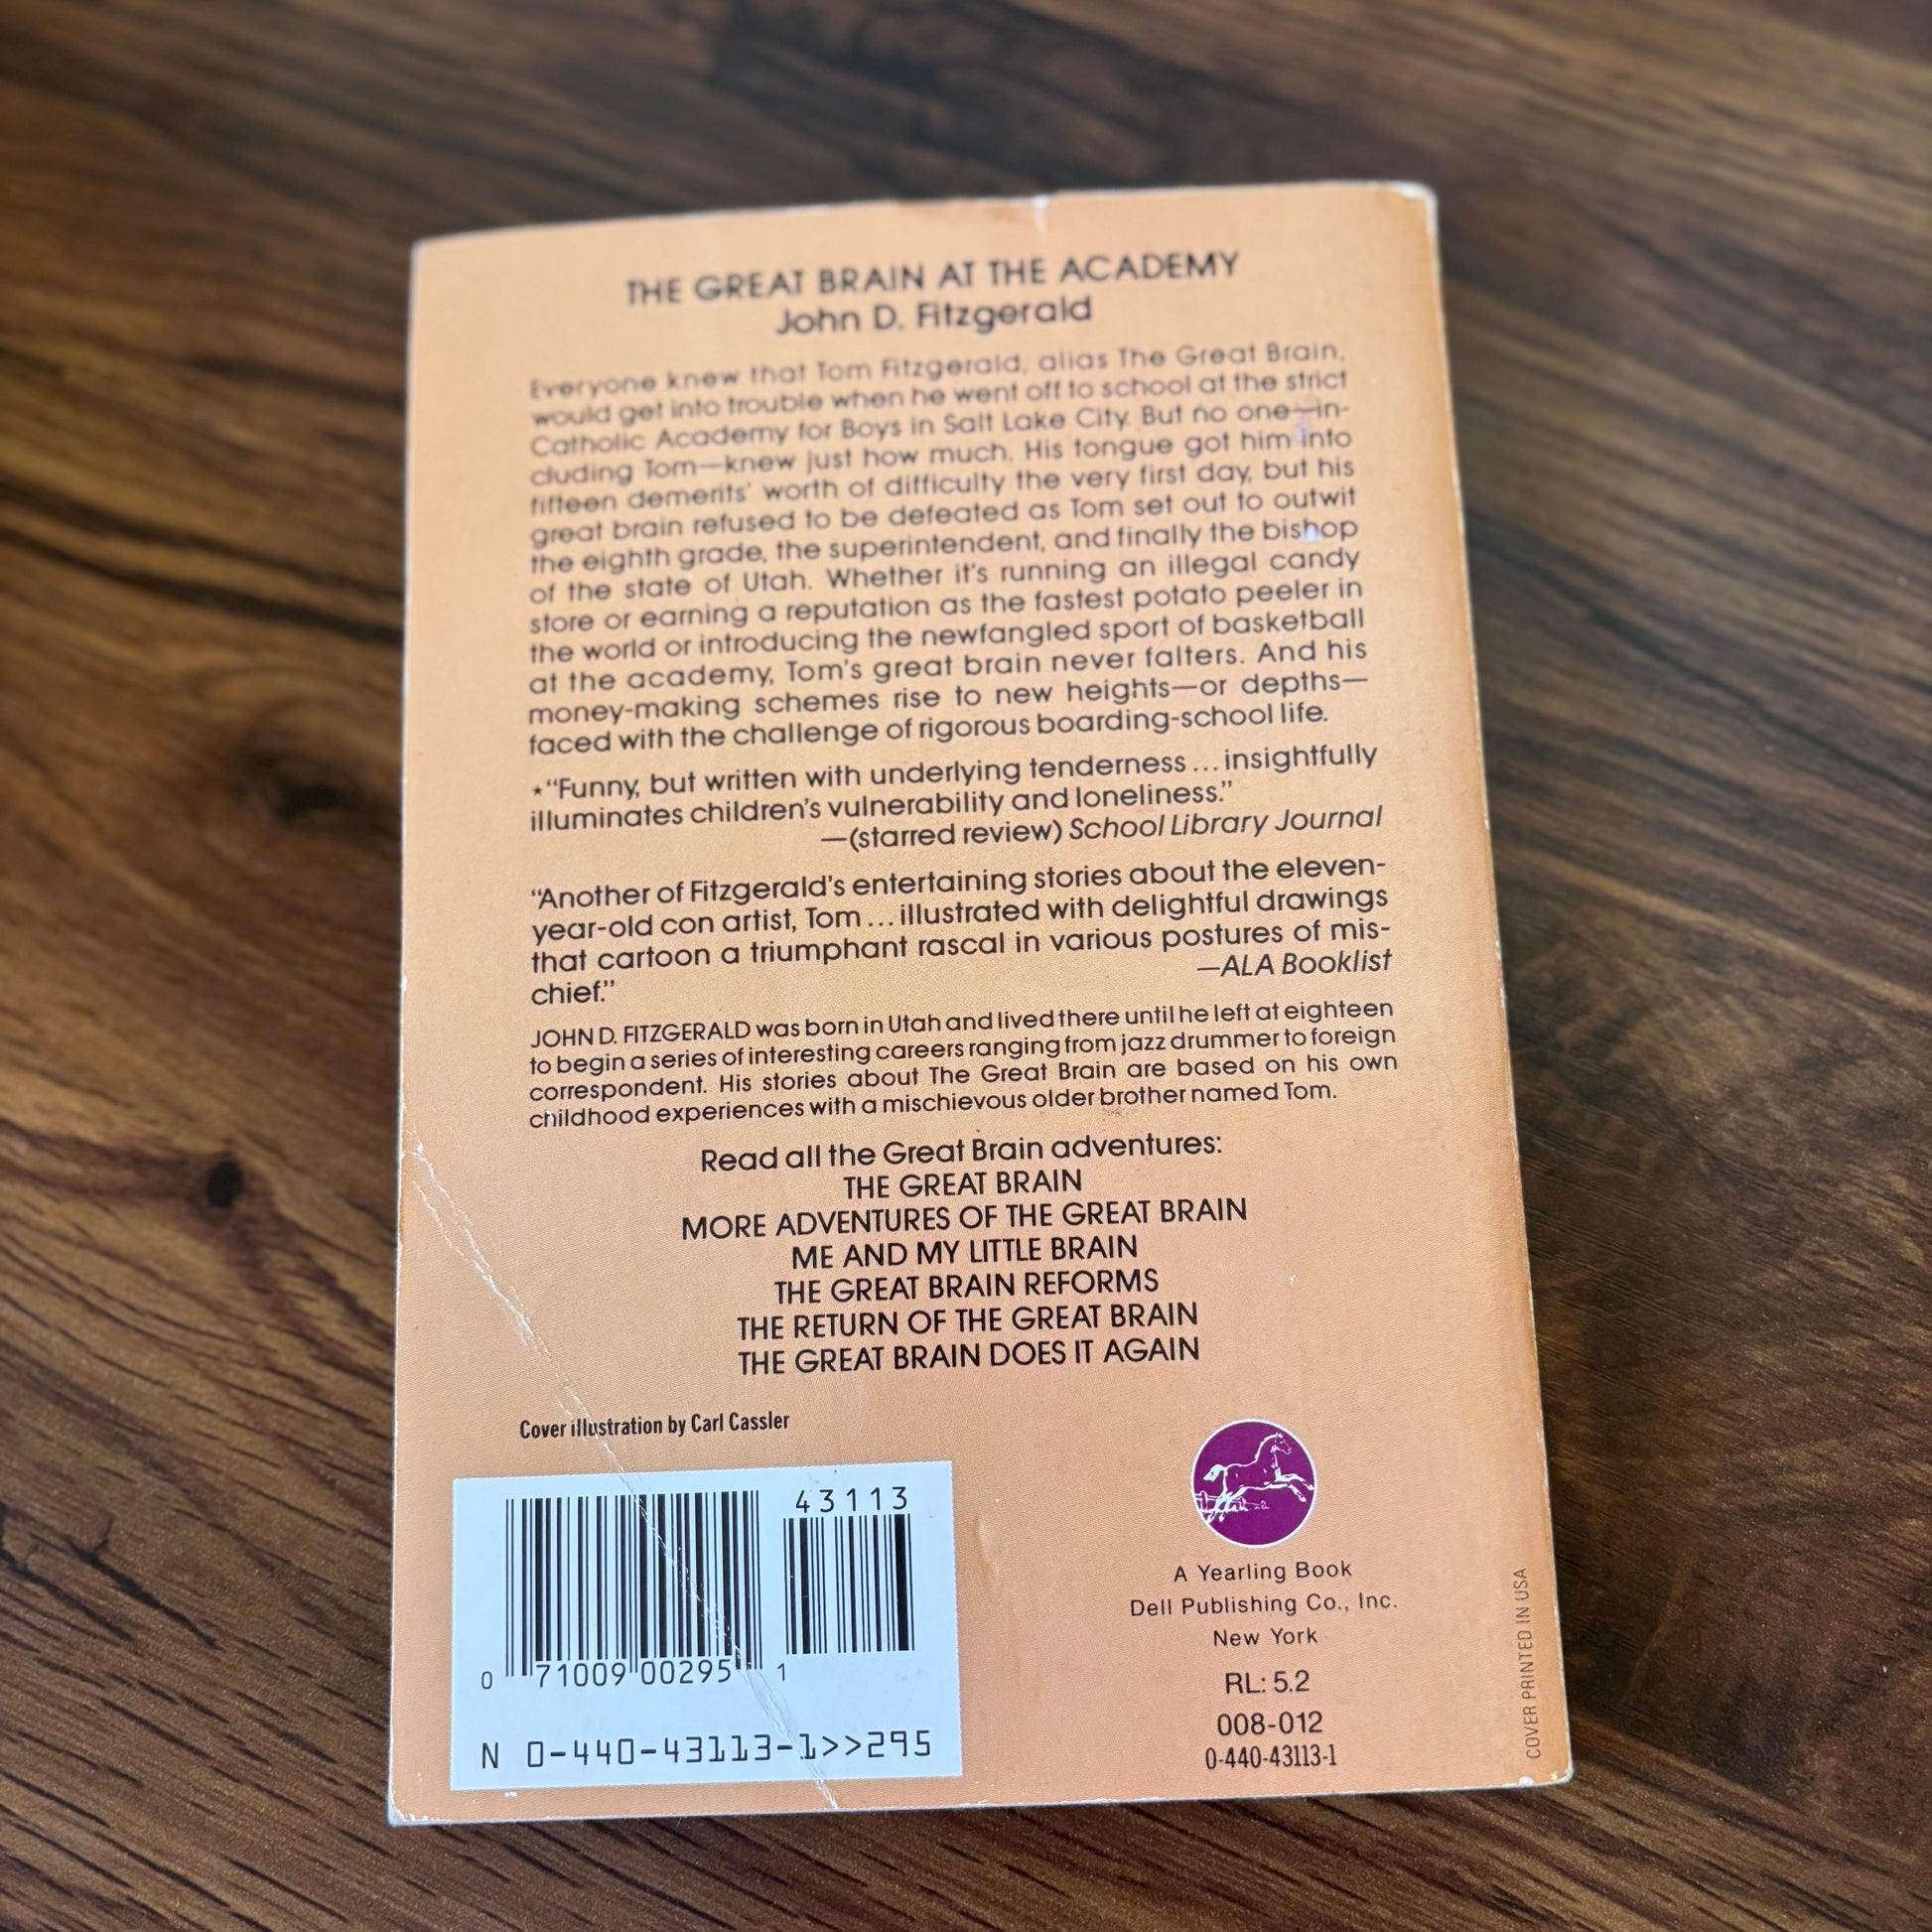 THE GREAT BRAIN AT THE ACADEMY
John D. Fitzgerald
Everyone knew that Tom Fitzgerald, alias The Great Brain,
would get into trouble when he went off to school at the strict
Catholic Academy for Boys in Salt Lake City. But no one—in-
cluding Tom—knew just how much. His tongue got him into
fifteen demerits' worth of difficulty the very first day, but his
great brain refused to be defeated as Tom set out to outwit
the eighth grade, the superintendent, and finally the bishop
of the state of Utah. Whether it's running an illegal candy
store or earning a reputation as the fastest potato peeler in
the world or introducing the newfangled sport of basketball
at the academy, Tom's great brain never falters. And his
money-making schemes rise to new heights—or depths—
faced with the challenge of rigorous boarding-school life.
⋆"Funny, but written with underlying tenderness...insightfully
illuminates children's vulnerability and loneliness."
—(starred review) School Library Journal
"Another of Fitzgerald's entertaining stories about the eleven-
year-old con artist, Tom...illustrated with delightful drawings
that cartoon a triumphant rascal in various postures of mis-
chief."
—ALA Booklist
JOHN D. FITZGERALD was born in Utah and lived there until he left at eighteen
to begin a series of interesting careers ranging from jazz drummer to foreign
correspondent. His stories about The Great Brain are based on his own
childhood experiences with a mischievous older brother named Tom.
Read all the Great Brain adventures:
THE GREAT BRAIN
MORE ADVENTURES OF THE GREAT BRAIN
ME AND MY LITTLE BRAIN
THE GREAT BRAIN REFORMS
THE RETURN OF THE GREAT BRAIN
THE GREAT BRAIN DOES IT AGAIN
Cover illustration by Carl Cassler
43113
0 71009 00295 1
N 0-440-43113-1>>295
A Yearling Book
Dell Publishing Co., Inc.
New York
RL: 5.2
008-012
0-440-43113-1
COVER PRINTED IN USA